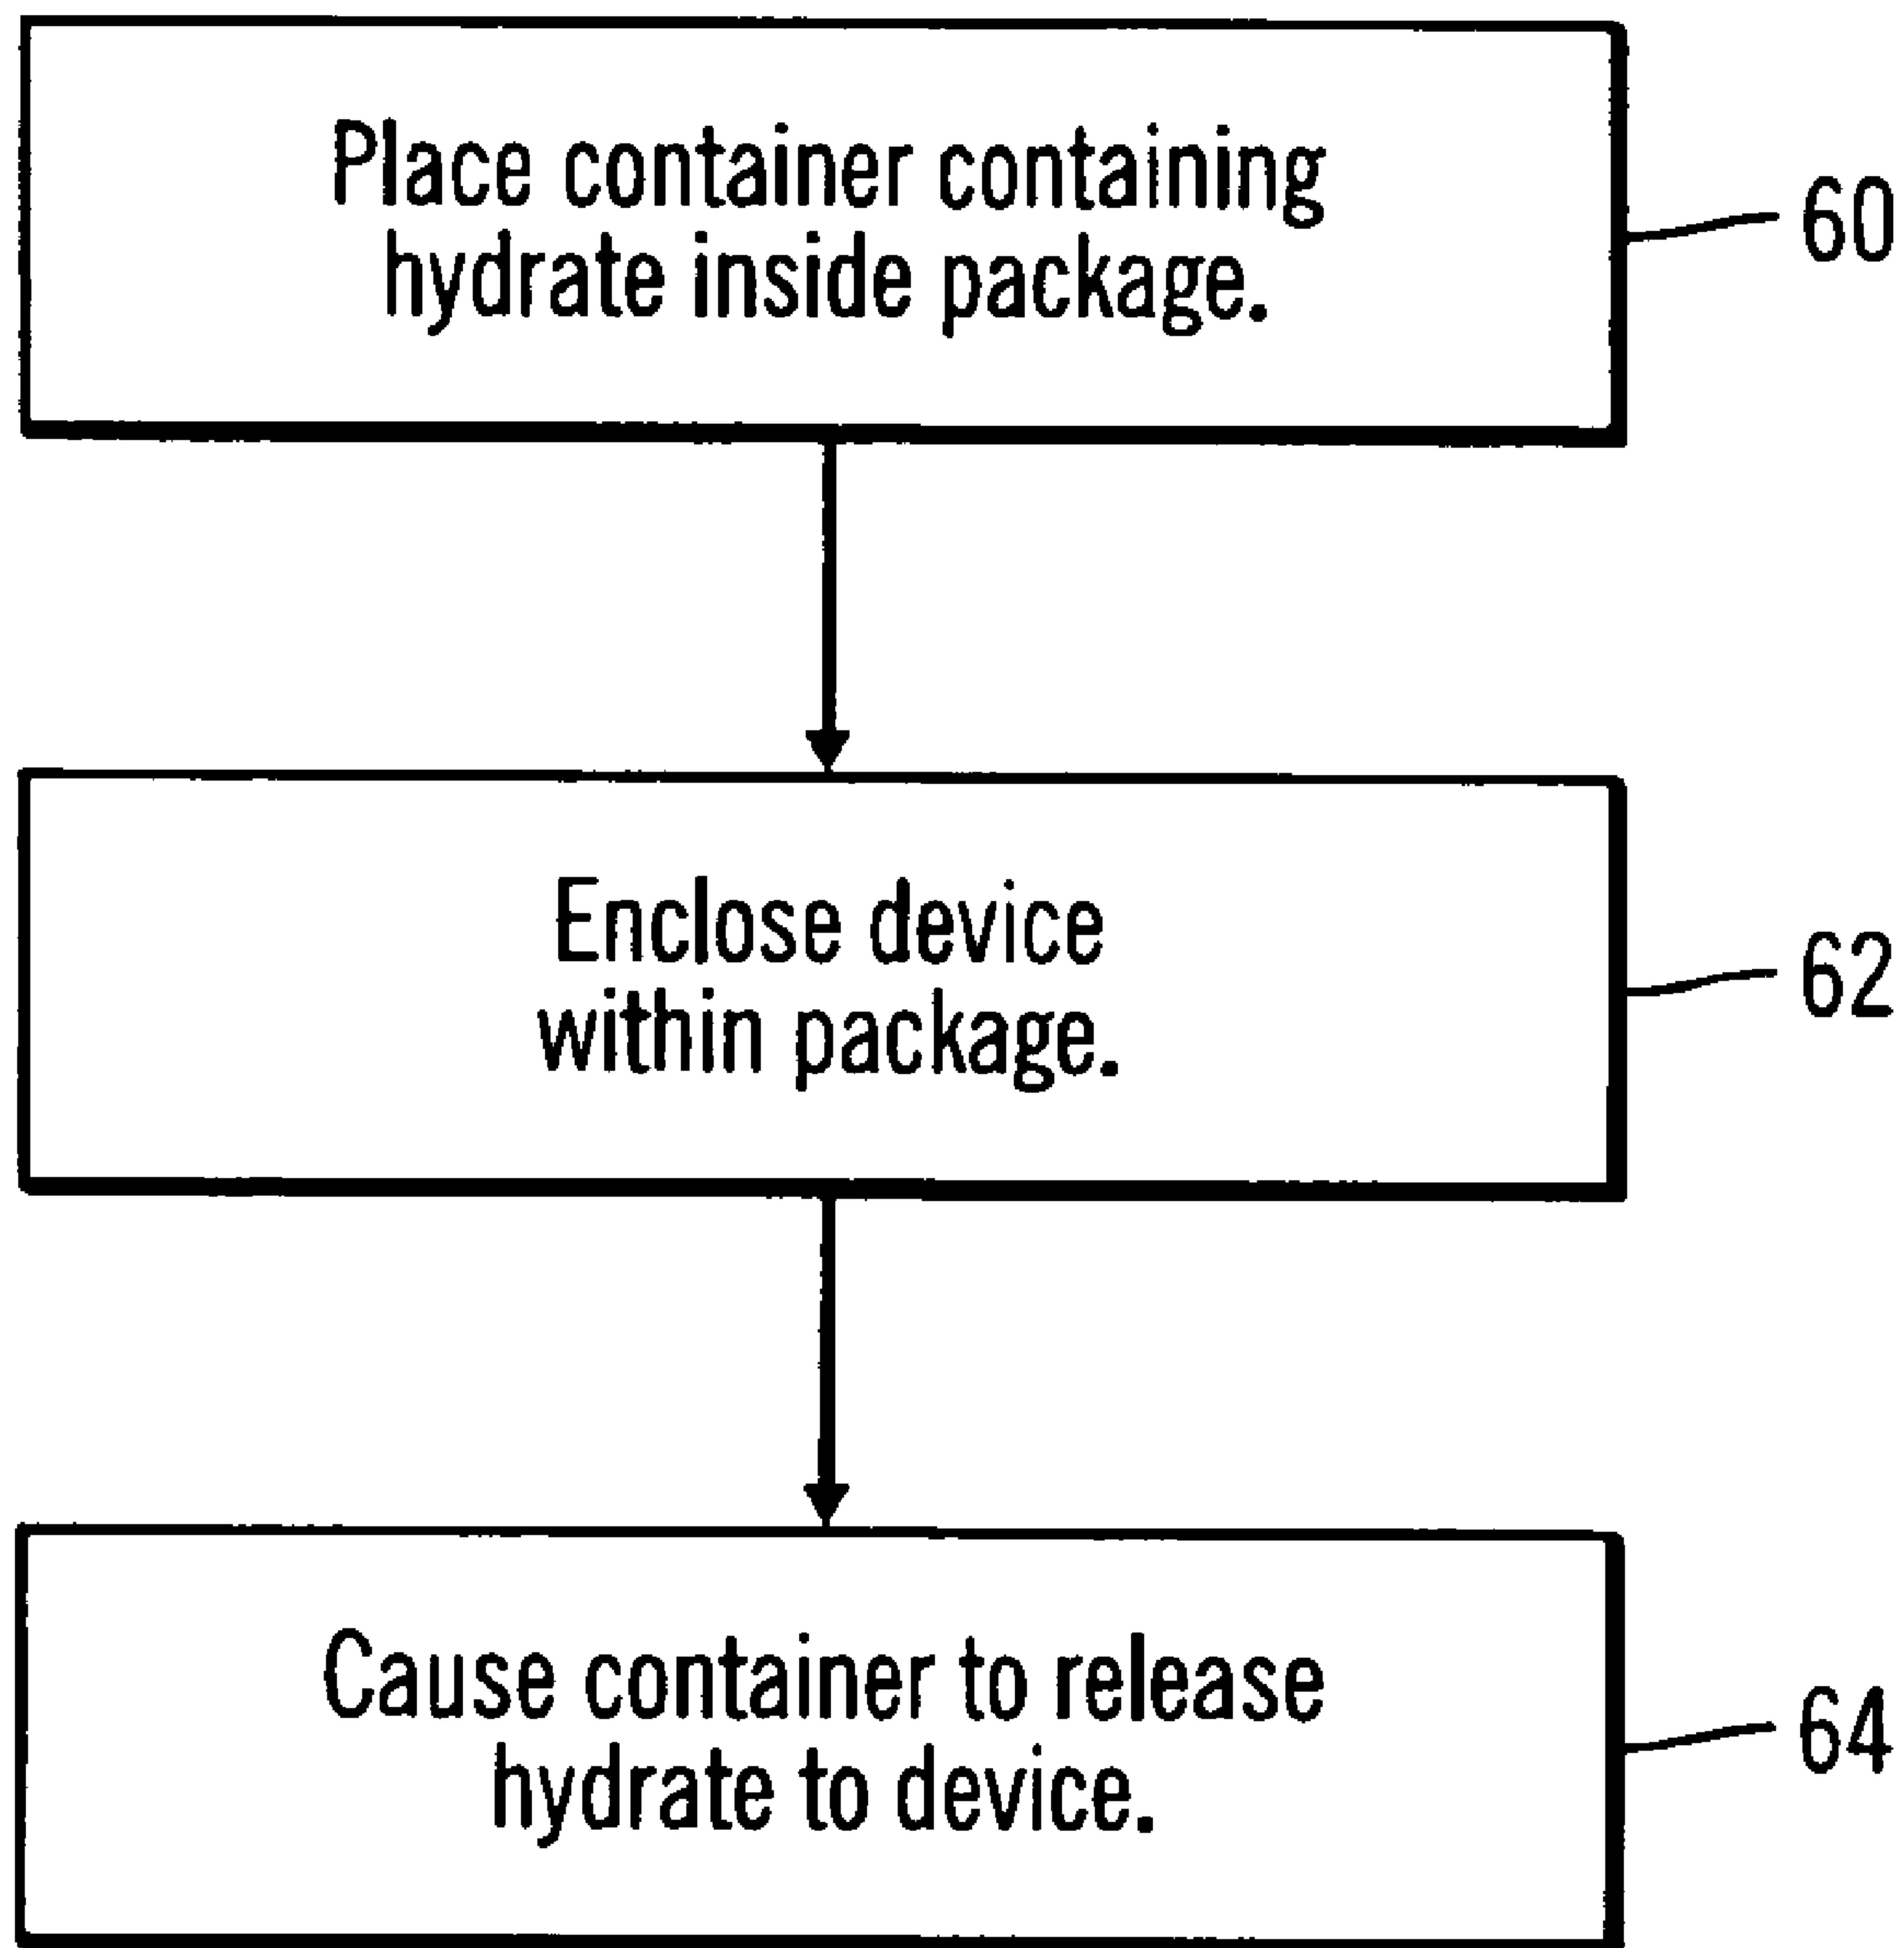 Place container containing
hydrate inside package.
60
Enclose device
within package.
62
Cause container to release
hydrate to device.
64